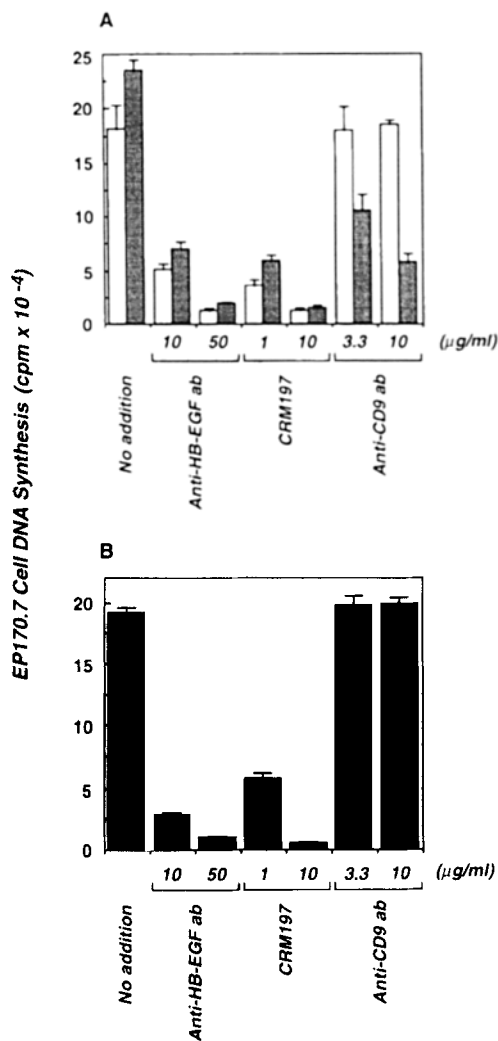 A
25
20
15
10
5
0
10 50 1 10 3.3 10 (µg/ml)
No addition
Anti-HB-EGF ab
CRM197
Anti-CD9 ab
EP170.7 Cell DNA Synthesis (cpm x 10⁻⁴)
B
20
15
10
5
0
10 50 1 10 3.3 10 (µg/ml)
No addition
Anti-HB-EGF ab
CRM197
Anti-CD9 ab